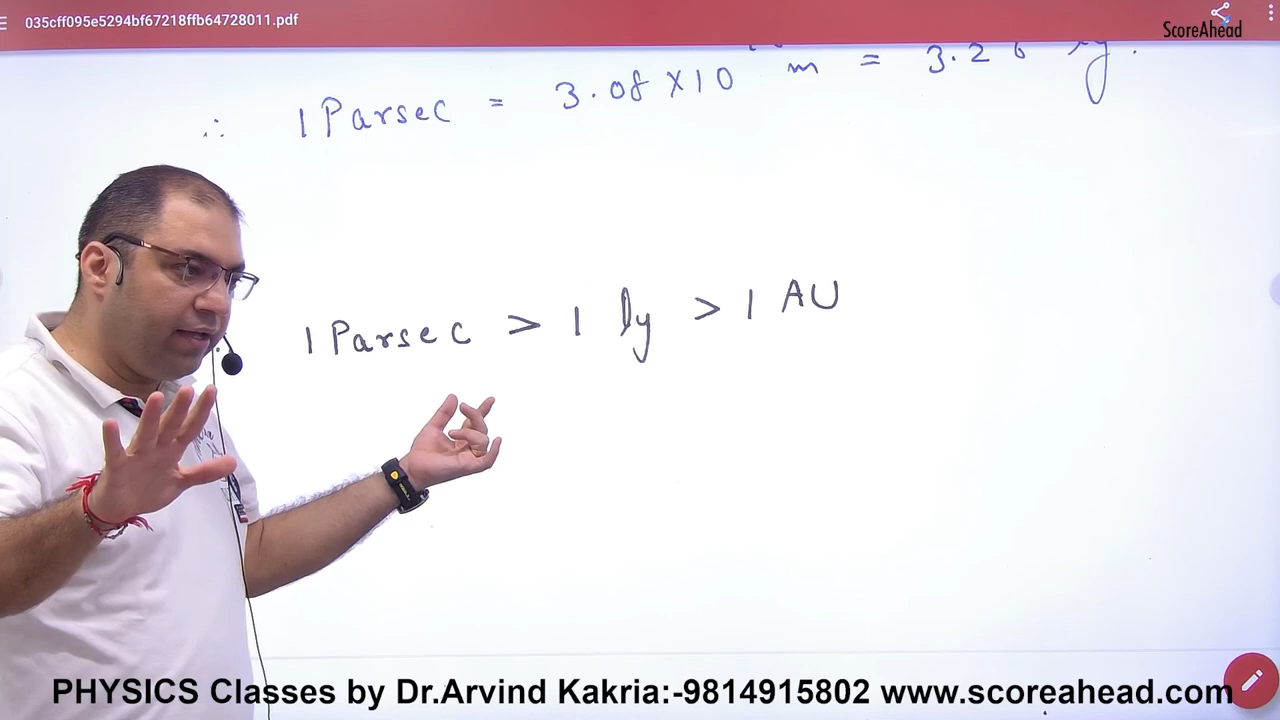 035cff095e5294bf67218ffb64728011.pdf
ScoreAhead
∴ 1 Parsec = 3.08 × 10 m = 3.26 ly.
1 Parsec > 1 ly > 1 AU
PHYSICS Classes by Dr.Arvind Kakria:-9814915802 www.scoreahead.com